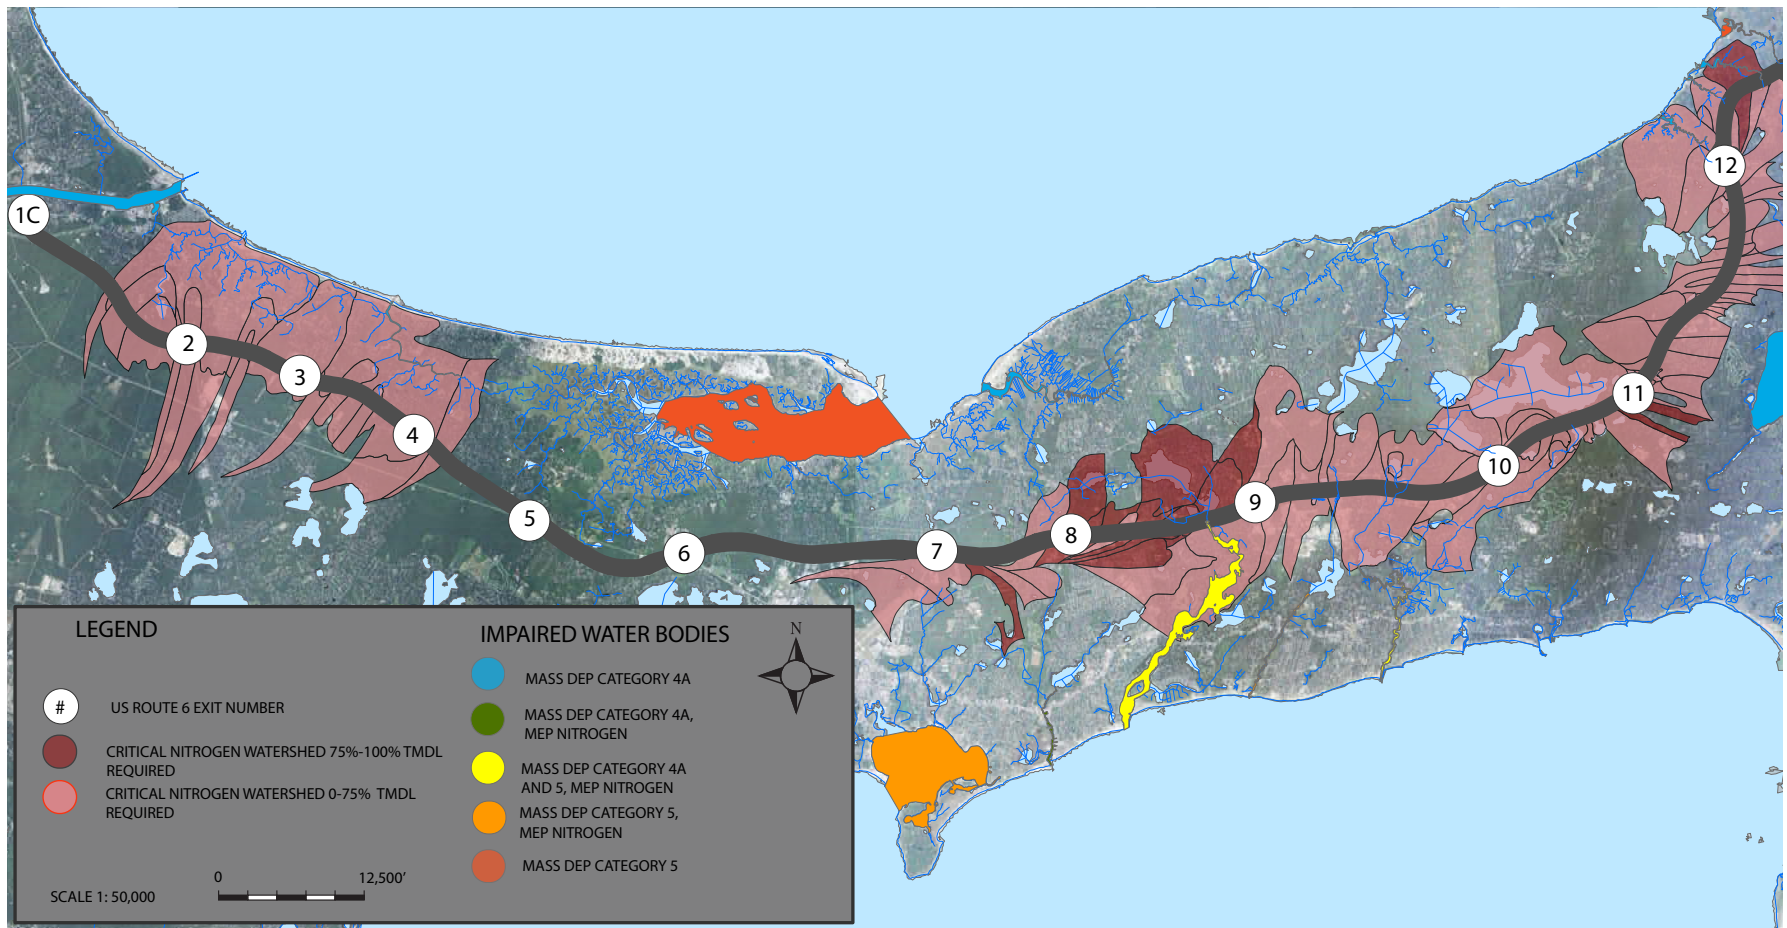 1C
2
3
4
5
6
7
8
9
10
11
12
LEGEND
#
US ROUTE 6 EXIT NUMBER
CRITICAL NITROGEN WATERSHED 75%-100% TMDL
REQUIRED
CRITICAL NITROGEN WATERSHED 0-75% TMDL
REQUIRED
0
12,500'
SCALE 1: 50,000
IMPAIRED WATER BODIES
N
MASS DEP CATEGORY 4A
MASS DEP CATEGORY 4A,
MEP NITROGEN
MASS DEP CATEGORY 4A
AND 5, MEP NITROGEN
MASS DEP CATEGORY 5,
MEP NITROGEN
MASS DEP CATEGORY 5